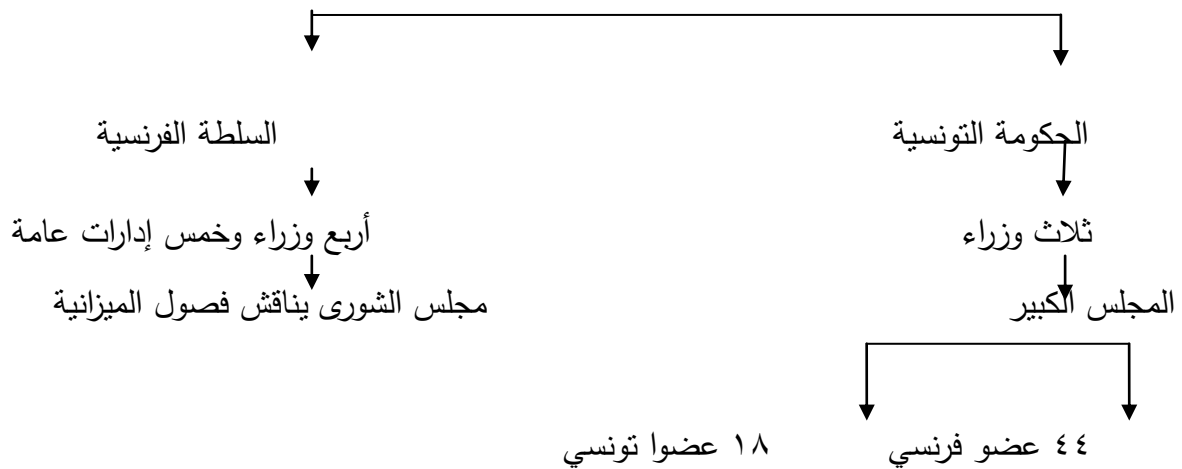 الحكومة التونسية السلطة الفرنسية
ثلاث وزراء أربع وزراء وخمس إدارات عامة
المجلس الكبير مجلس الشورى يناقش فصول الميزانية
٤٤ عضو فرنسي ١٨ عضوا تونسي